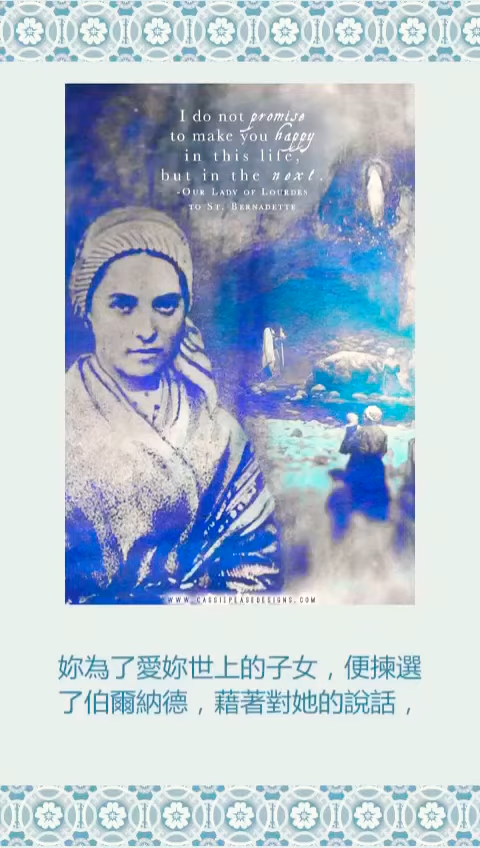 I do not promise
to make you happy
in this life,
but in the next.
-Our Lady of Lourdes
to St. Bernadette
WWW.CASSIEPEASEDESIGNS.COM
妳為了愛妳世上的子女，便揀選
了伯爾納德，藉著對她的說話，